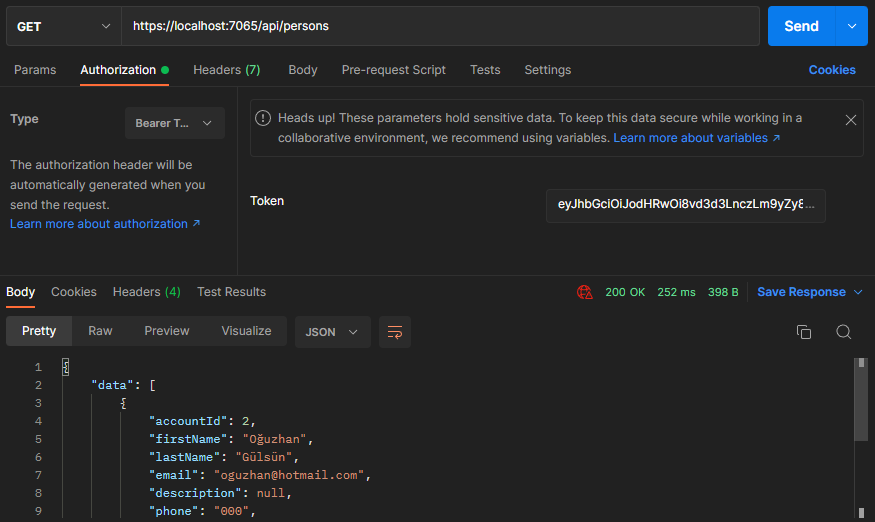 GET https://localhost:7065/api/persons Send
Params Authorization Headers (7) Body Pre-request Script Tests Settings Cookies
Type Bearer T...
The authorization header will be
automatically generated when you
send the request.
Learn more about authorization ↗
Heads up! These parameters hold sensitive data. To keep this data secure while working in a
collaborative environment, we recommend using variables. Learn more about variables ↗
Token eyJhbGciOiJodHRwOi8vd3d3LnczLm9yZy8...
Body Cookies Headers (4) Test Results 200 OK 252 ms 398 B Save Response
Pretty Raw Preview Visualize JSON
1 {
2 "data": [
3 {
4 "accountId": 2,
5 "firstName": "Oğuzhan",
6 "lastName": "Gülsün",
7 "email": "oguzhan@hotmail.com",
8 "description": null,
9 "phone": "000",